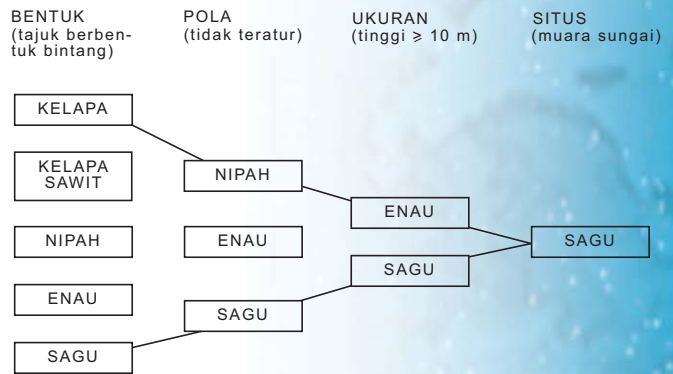 BENTUK
(tajuk berben-
tuk bintang)
POLA
(tidak teratur)
UKURAN
(tinggi ⩾ 10 m)
SITUS
(muara sungai)
KELAPA
KELAPA
SAWIT
NIPAH
ENAU
SAGU
NIPAH
ENAU
SAGU
ENAU
SAGU
SAGU